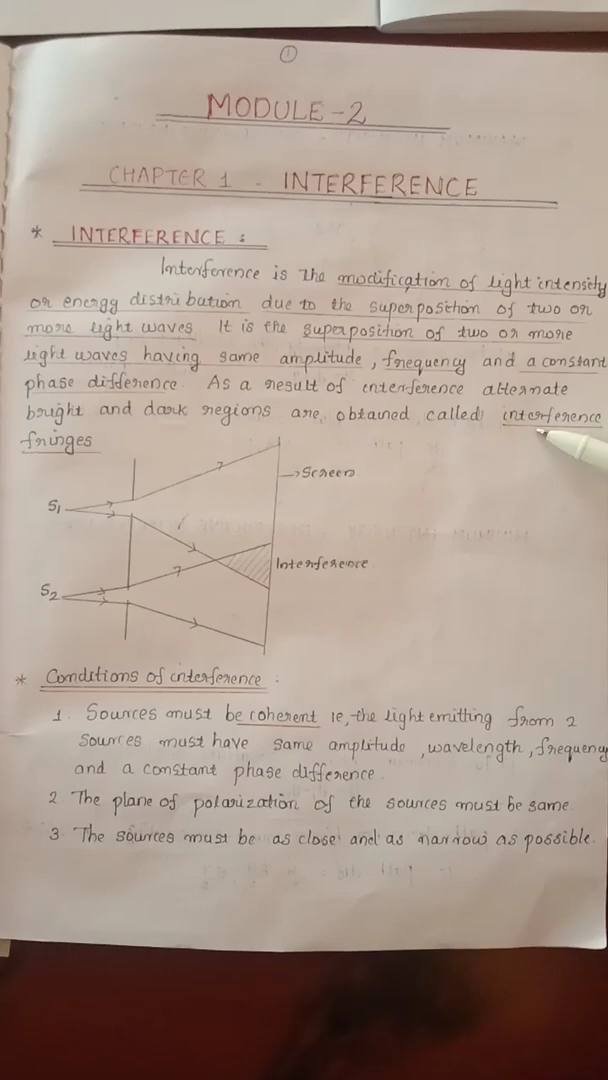 1
MODULE-2
CHAPTER 1 - INTERFERENCE
* INTERFERENCE :
Interference is the modification of light intensity
or energy distribution due to the superposition of two or
more light waves. It is the superposition of two or more
light waves having same amplitude, frequency and a constant
phase difference. As a result of interference alternate
bright and dark regions are obtained called interference
fringes
→Screen
S1
Interference
S2
* Conditions of interference :
1. Sources must be coherent ie, the light emitting from 2
sources must have same amplitude, wavelength, frequency
and a constant phase difference.
2. The plane of polarization of the sources must be same.
3. The sources must be as close and as narrow as possible.